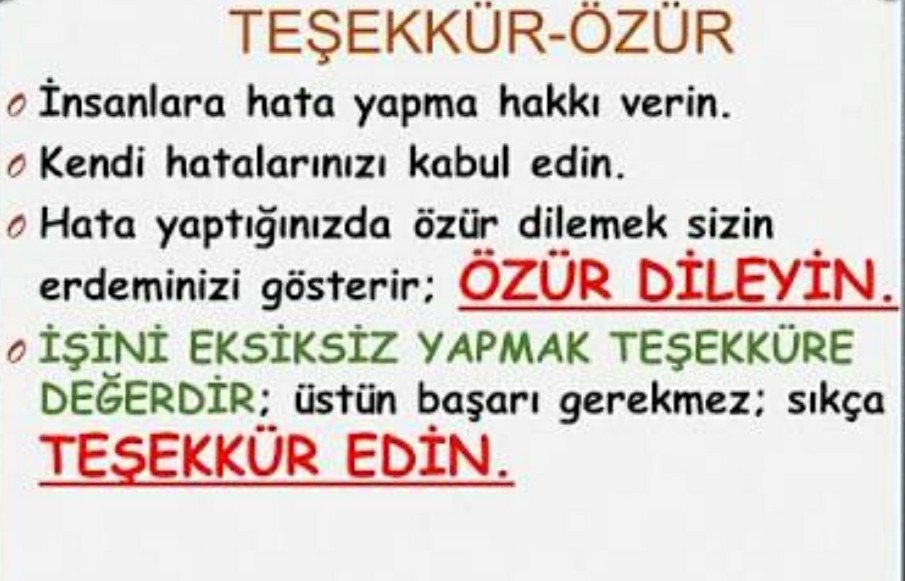 TEŞEKKÜR-ÖZÜR
İnsanlara hata yapma hakkı verin.
Kendi hatalarınızı kabul edin.
Hata yaptığınızda özür dilemek sizin
erdeminizi gösterir; ÖZÜR DİLEYİN.
İŞİNİ EKSİKSİZ YAPMAK TEŞEKKÜRE
DEĞERDİR; üstün başarı gerekmez; sıkça
TEŞEKKÜR EDİN.